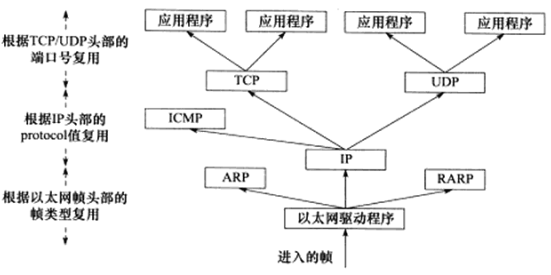 应用程序 应用程序 应用程序 应用程序
根据TCP/UDP头部的
端口号复用
TCP UDP
ICMP
根据IP头部的
protocol值复用
IP
ARP RARP
根据以太网帧头部的
帧类型复用
以太网驱动程序
进入的帧